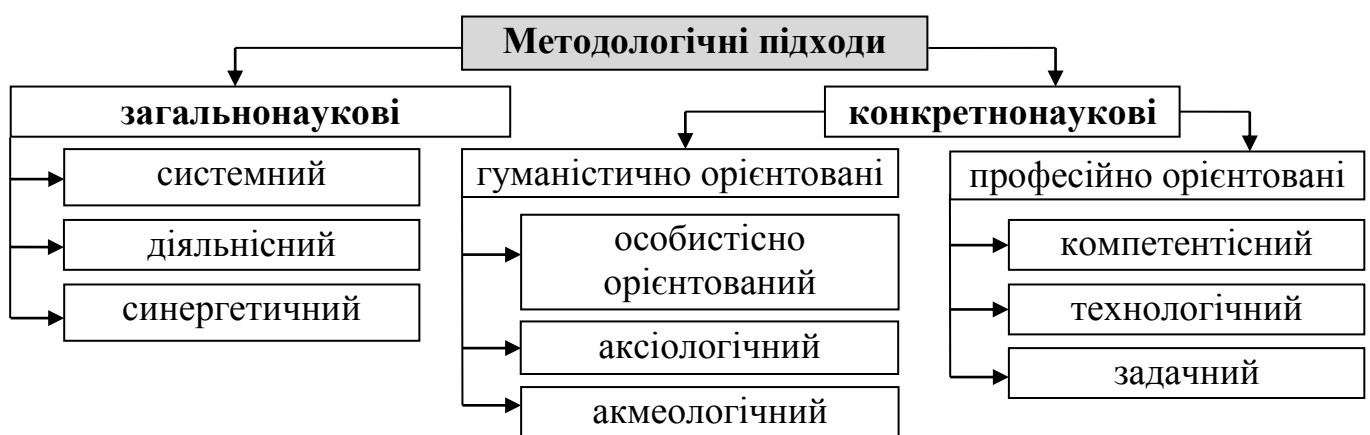 Методологічні підходи
загальнонаукові
системний
діяльнісний
синергетичний
конкретнонаукові
гуманістично орієнтовані
особистісно
орієнтований
аксіологічний
акмеологічний
професійно орієнтовані
компетентісний
технологічний
задачний